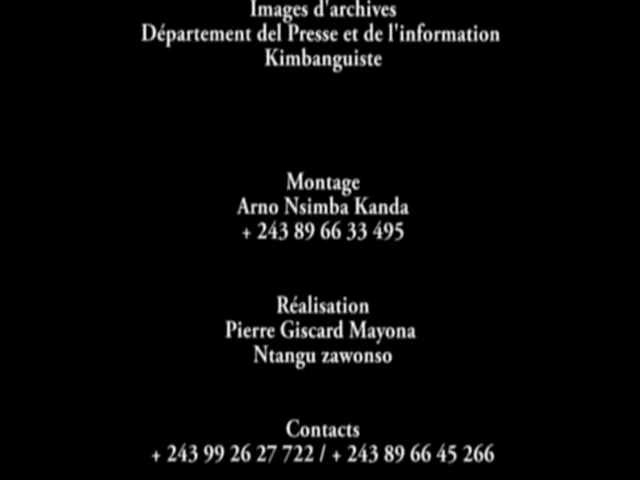 Images d'archives
Département del Presse et de l'information
Kimbanguiste
Montage
Arno Nsimba Kanda
+ 243 89 66 33 495
Réalisation
Pierre Giscard Mayona
Ntangu zawonso
Contacts
+ 243 99 26 27 722 / + 243 89 66 45 266